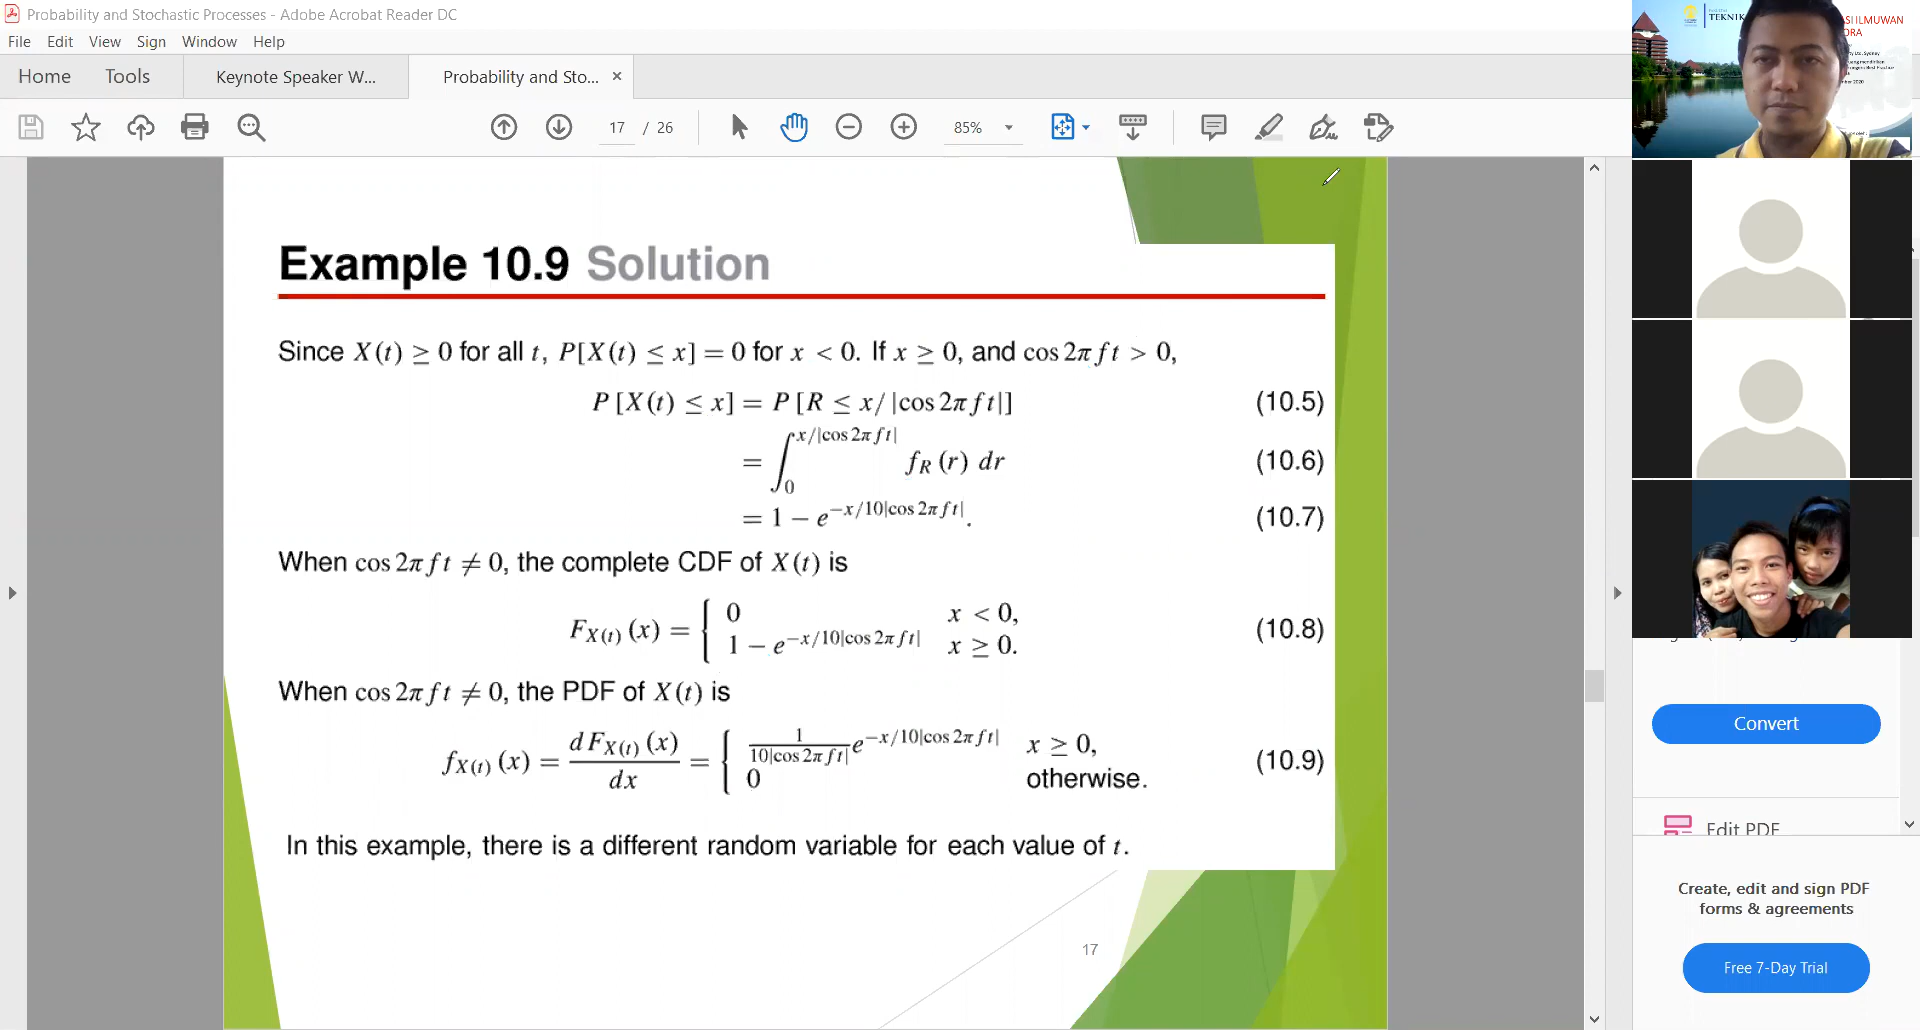 Probability and Stochastic Processes - Adobe Acrobat Reader DC
File Edit View Sign Window Help
Home Tools Keynote Speaker W... Probability and Sto... ×
17 / 26 85%
Example 10.9 Solution
Since X(t) ≥ 0 for all t, P[X(t) ≤ x] = 0 for x < 0. If x ≥ 0, and cos 2πft > 0,
P[X(t) ≤ x] = P[R ≤ x/|cos 2πft|] (10.5)
= ∫_0^{x/|cos 2πft|} f_R(r) dr (10.6)
= 1 − e^{−x/10|cos 2πft|}. (10.7)
When cos 2πft ≠ 0, the complete CDF of X(t) is
F_{X(t)}(x) = { 0 x < 0,
1 − e^{−x/10|cos 2πft|} x ≥ 0. (10.8)
When cos 2πft ≠ 0, the PDF of X(t) is
f_{X(t)}(x) = dF_{X(t)}(x)/dx = { 1/10|cos 2πft| e^{−x/10|cos 2πft|} x ≥ 0,
0 otherwise. (10.9)
In this example, there is a different random variable for each value of t.
17
TEKNIK
ILMUWAN
Convert
Edit PDF
Create, edit and sign PDF
forms & agreements
Free 7-Day Trial